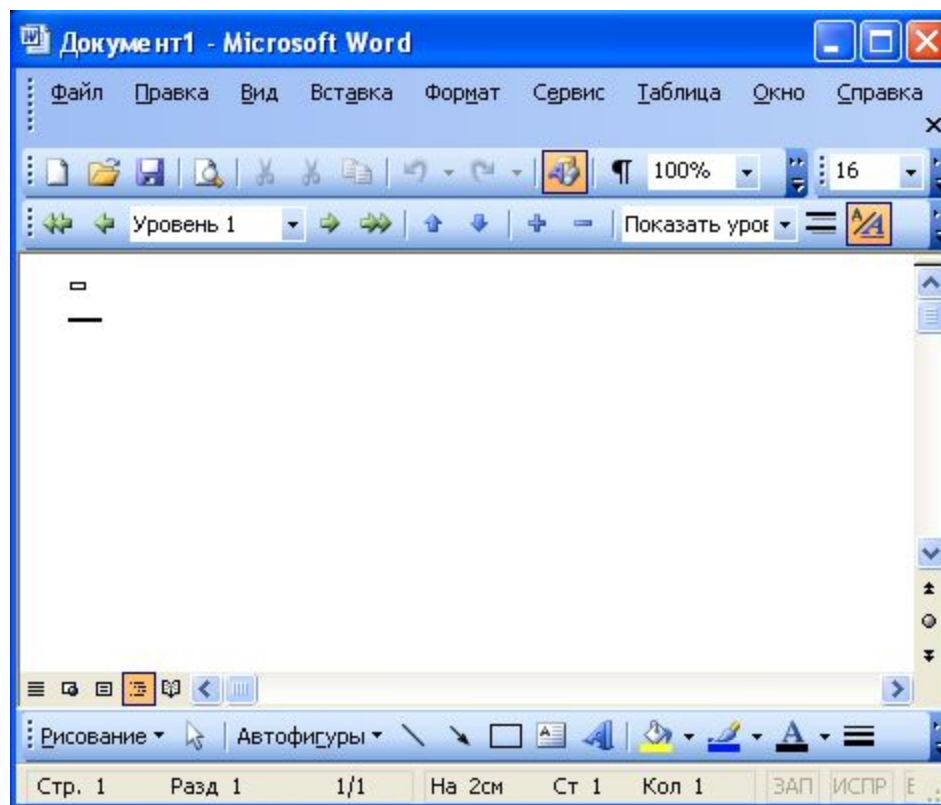 Документ1 - Microsoft Word
Файл Правка Вид Вставка Формат Сервис Таблица Окно Справка
100% 16
Уровень 1 Показать уров
Рисование Автофигуры
Стр. 1 Разд 1 1/1 На 2см Ст 1 Кол 1 ЗАП ИСПР